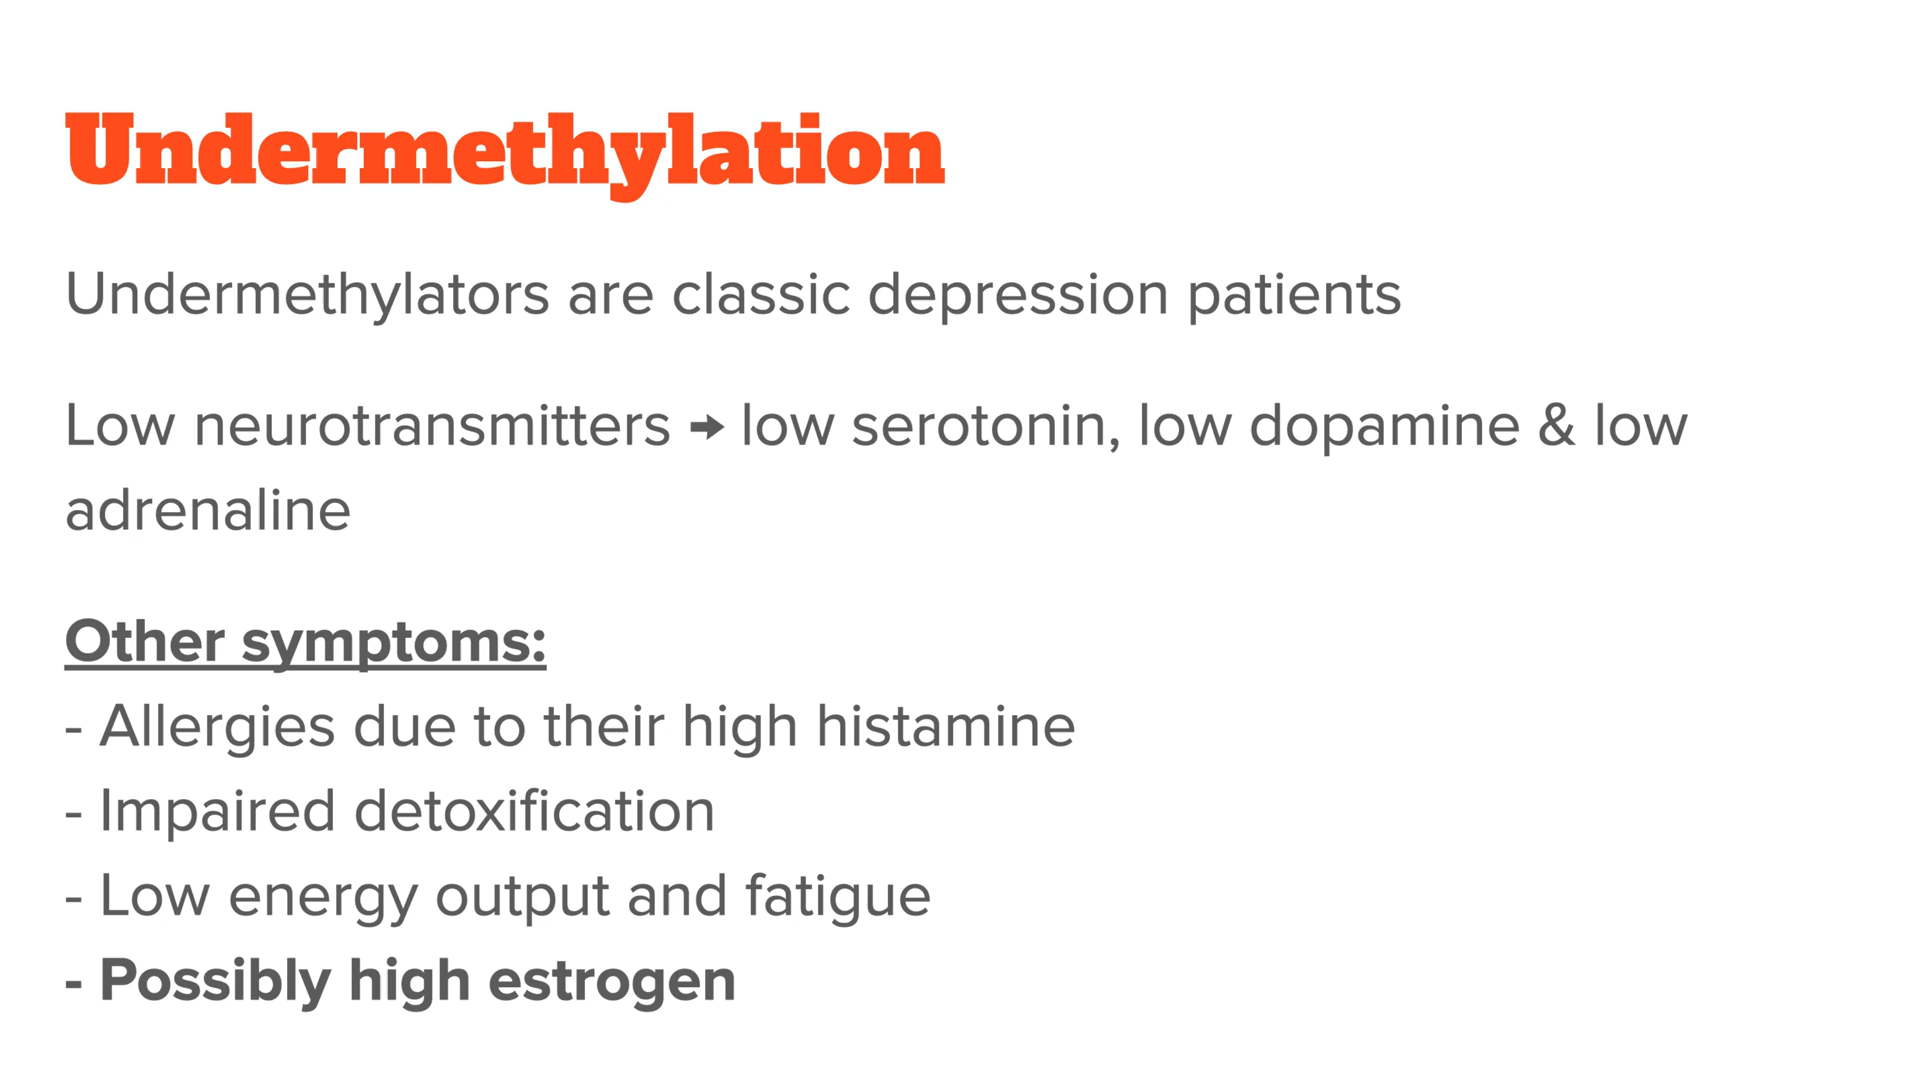 Undermethylation
Undermethylators are classic depression patients
Low neurotransmitters → low serotonin, low dopamine & low
adrenaline
Other symptoms:
- Allergies due to their high histamine
- Impaired detoxification
- Low energy output and fatigue
- Possibly high estrogen